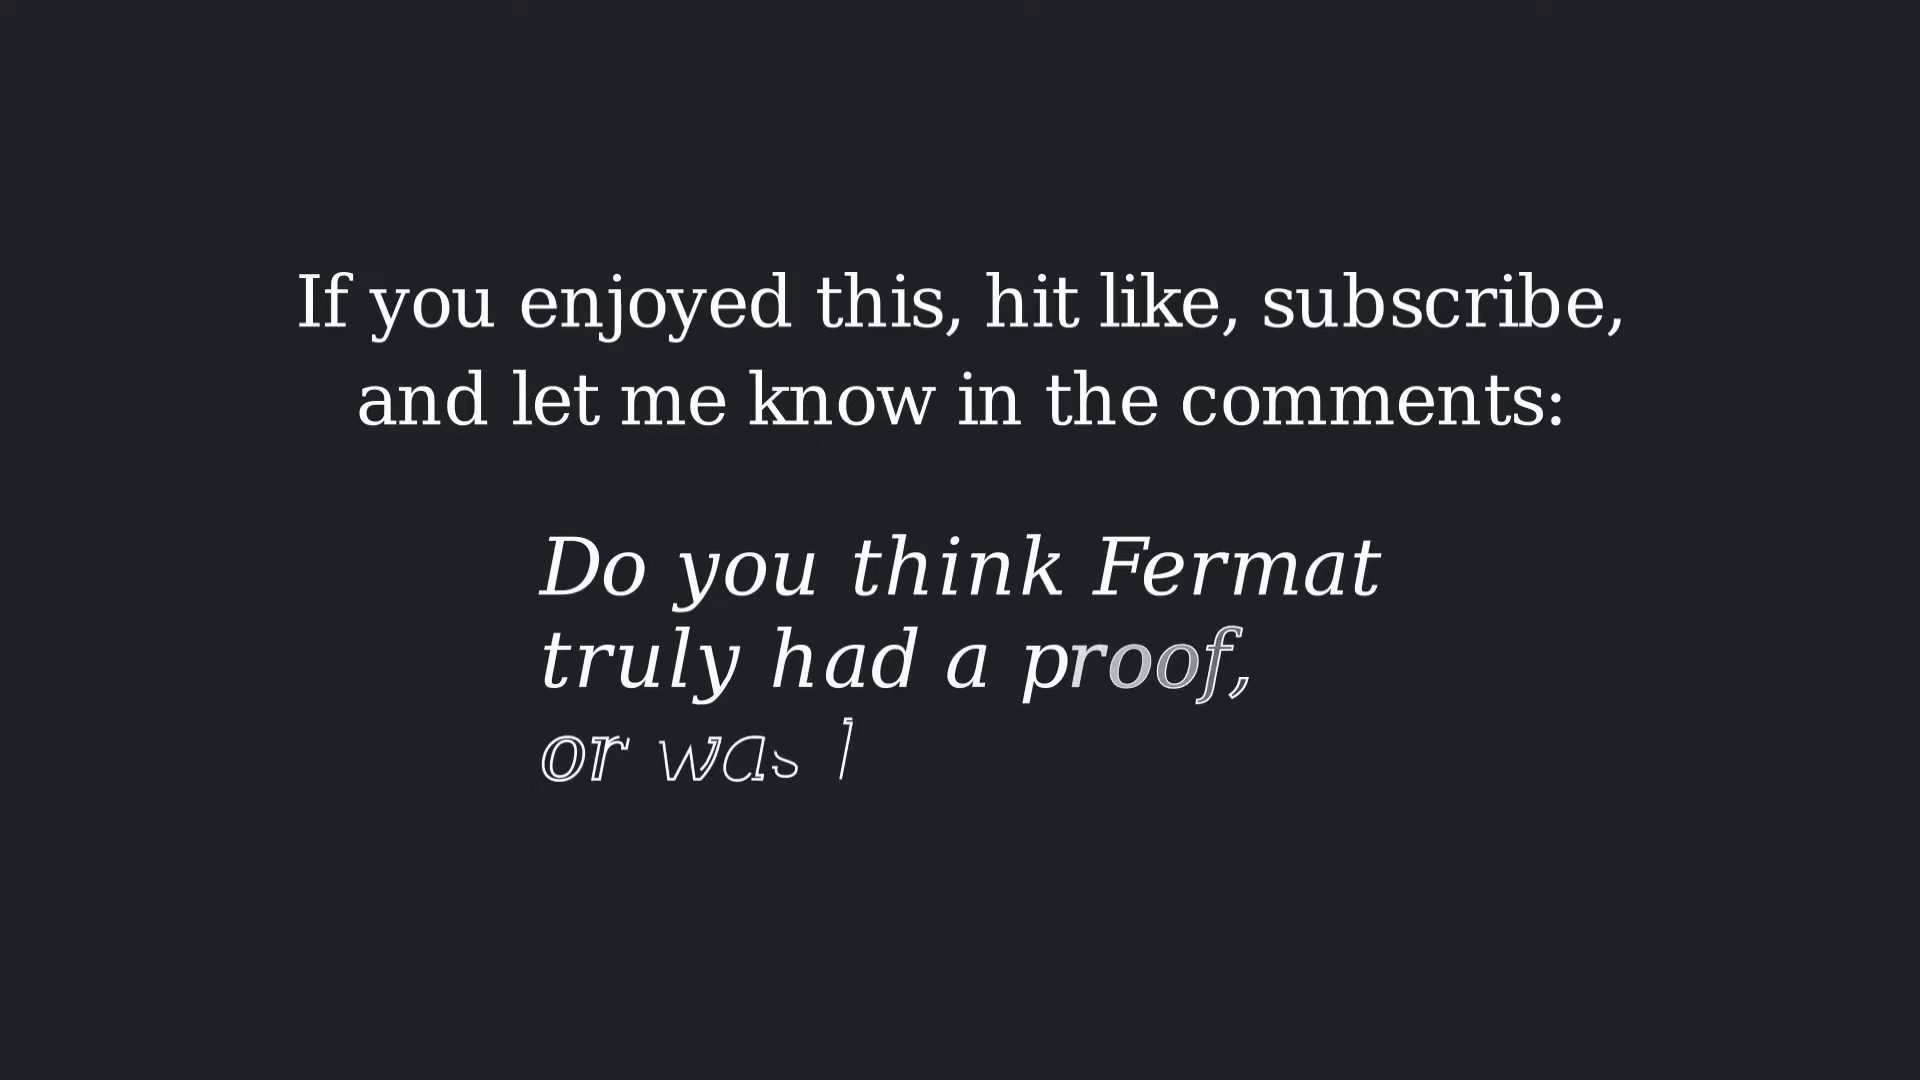 If you enjoyed this, hit like, subscribe,
and let me know in the comments:
Do you think Fermat
truly had a proof,
or was